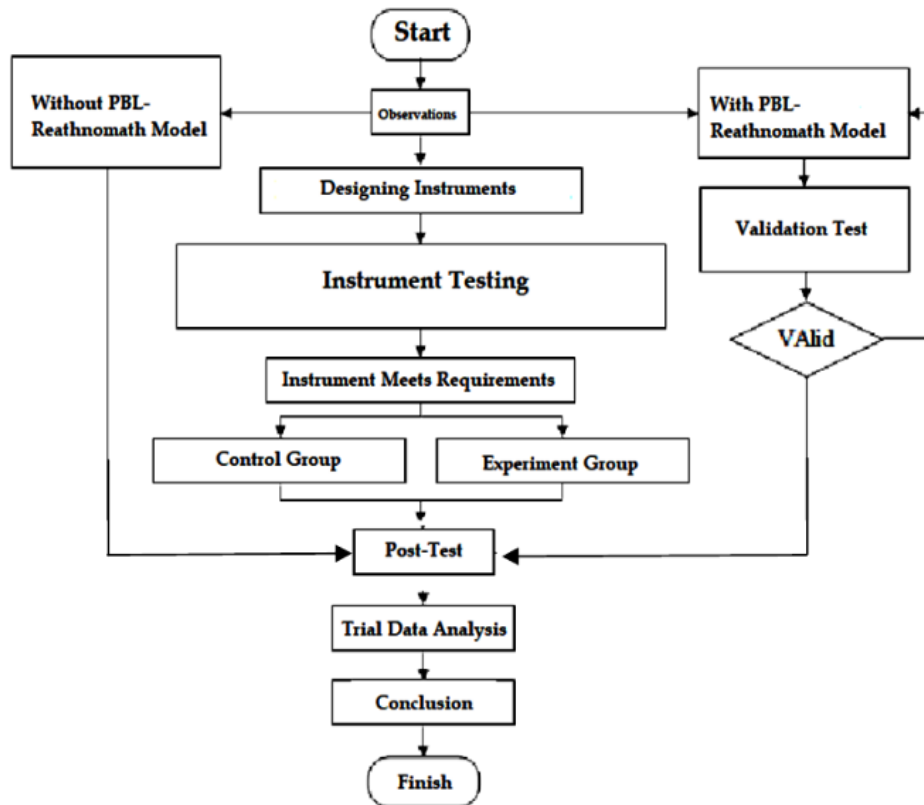 Start
Without PBL-
Reathnomath Model
Observations
With PBL-
Reathnomath Model
Designing Instruments
Validation Test
Instrument Testing
VAlid
Instrument Meets Requirements
Control Group
Experiment Group
Post-Test
Trial Data Analysis
Conclusion
Finish